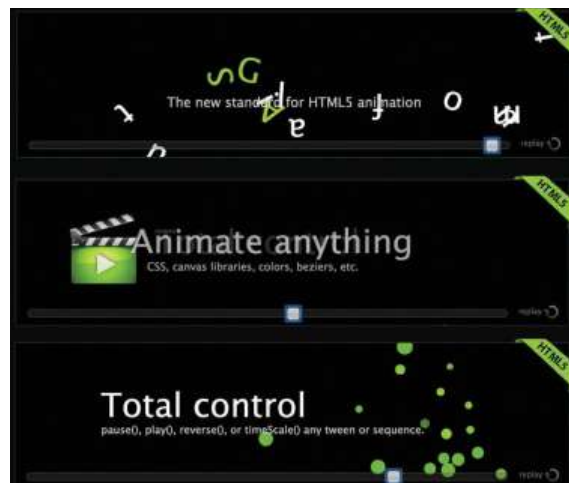 HTML5
G S
The new standard for HTML5 animation
replay
HTML5
Animate anything
CSS, canvas libraries, colors, beziers, etc.
replay
HTML5
Total control
pause(), play(), reverse(), or timeScale() any tween or sequence.
replay